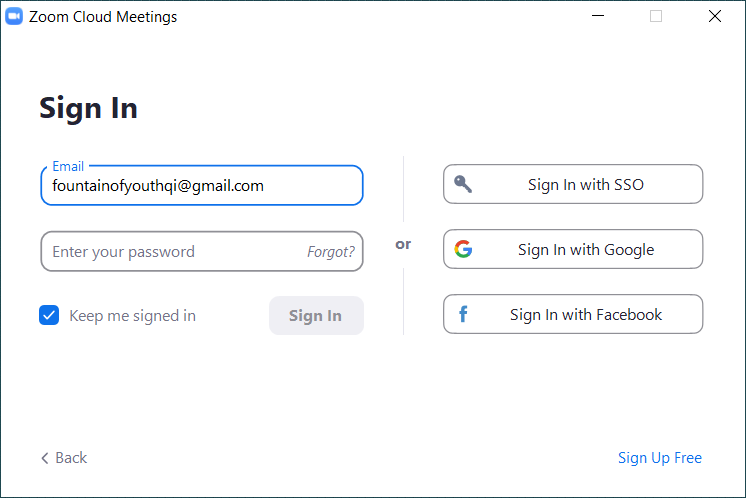 Zoom Cloud Meetings
Sign In
Email
fountainofyouthqi@gmail.com
Enter your password
Forgot?
Keep me signed in
Sign In
or
Sign In with SSO
Sign In with Google
Sign In with Facebook
Back
Sign Up Free